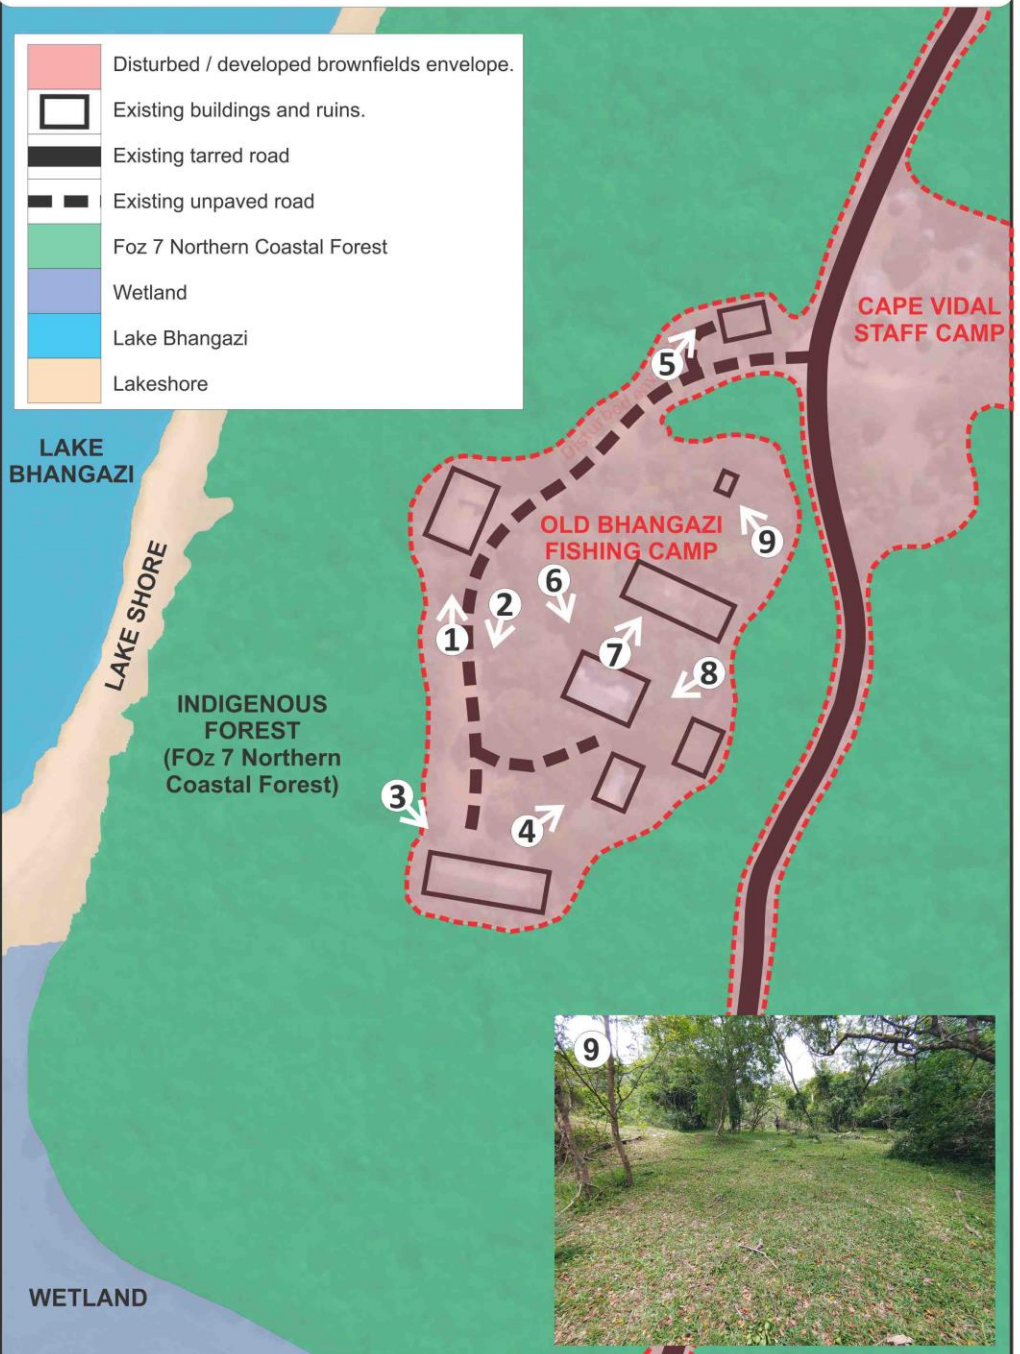 Disturbed / developed brownfields envelope.
Existing buildings and ruins.
Existing tarred road
Existing unpaved road
Foz 7 Northern Coastal Forest
Wetland
Lake Bhangazi
Lakeshore
CAPE VIDAL
STAFF CAMP
5
LAKE
BHANGAZI
Disturbed
OLD BHANGAZI
FISHING CAMP
9
6
2
LAKE SHORE
1
7
8
INDIGENOUS
FOREST
(FOz 7 Northern
Coastal Forest)
3
4
9
WETLAND